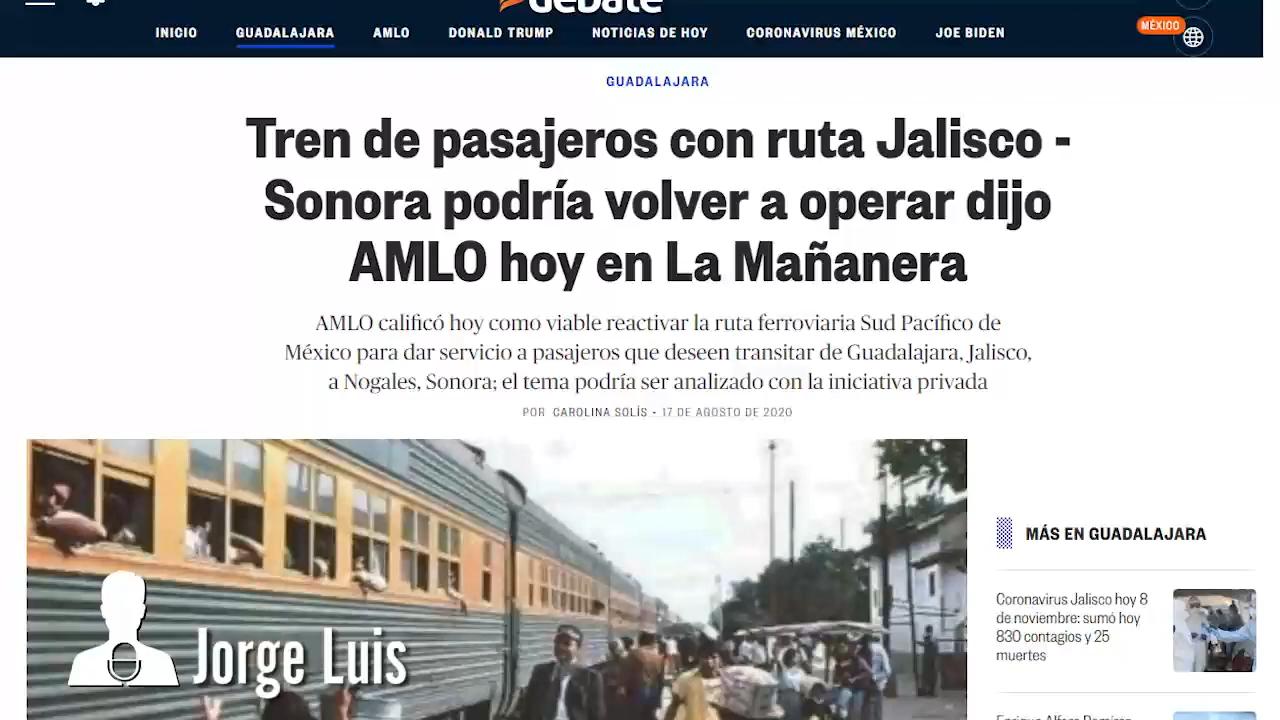 debate
INICIO
GUADALAJARA
AMLO
DONALD TRUMP
NOTICIAS DE HOY
CORONAVIRUS MÉXICO
JOE BIDEN
MÉXICO
GUADALAJARA
Tren de pasajeros con ruta Jalisco -
Sonora podría volver a operar dijo
AMLO hoy en La Mañanera
AMLO calificó hoy como viable reactivar la ruta ferroviaria Sud Pacífico de
México para dar servicio a pasajeros que deseen transitar de Guadalajara, Jalisco,
a Nogales, Sonora; el tema podría ser analizado con la iniciativa privada
POR CAROLINA SOLÍS - 17 DE AGOSTO DE 2020
MÁS EN GUADALAJARA
Coronavirus Jalisco hoy 8
de noviembre: sumó hoy
830 contagios y 25
muertes
Jorge Luis